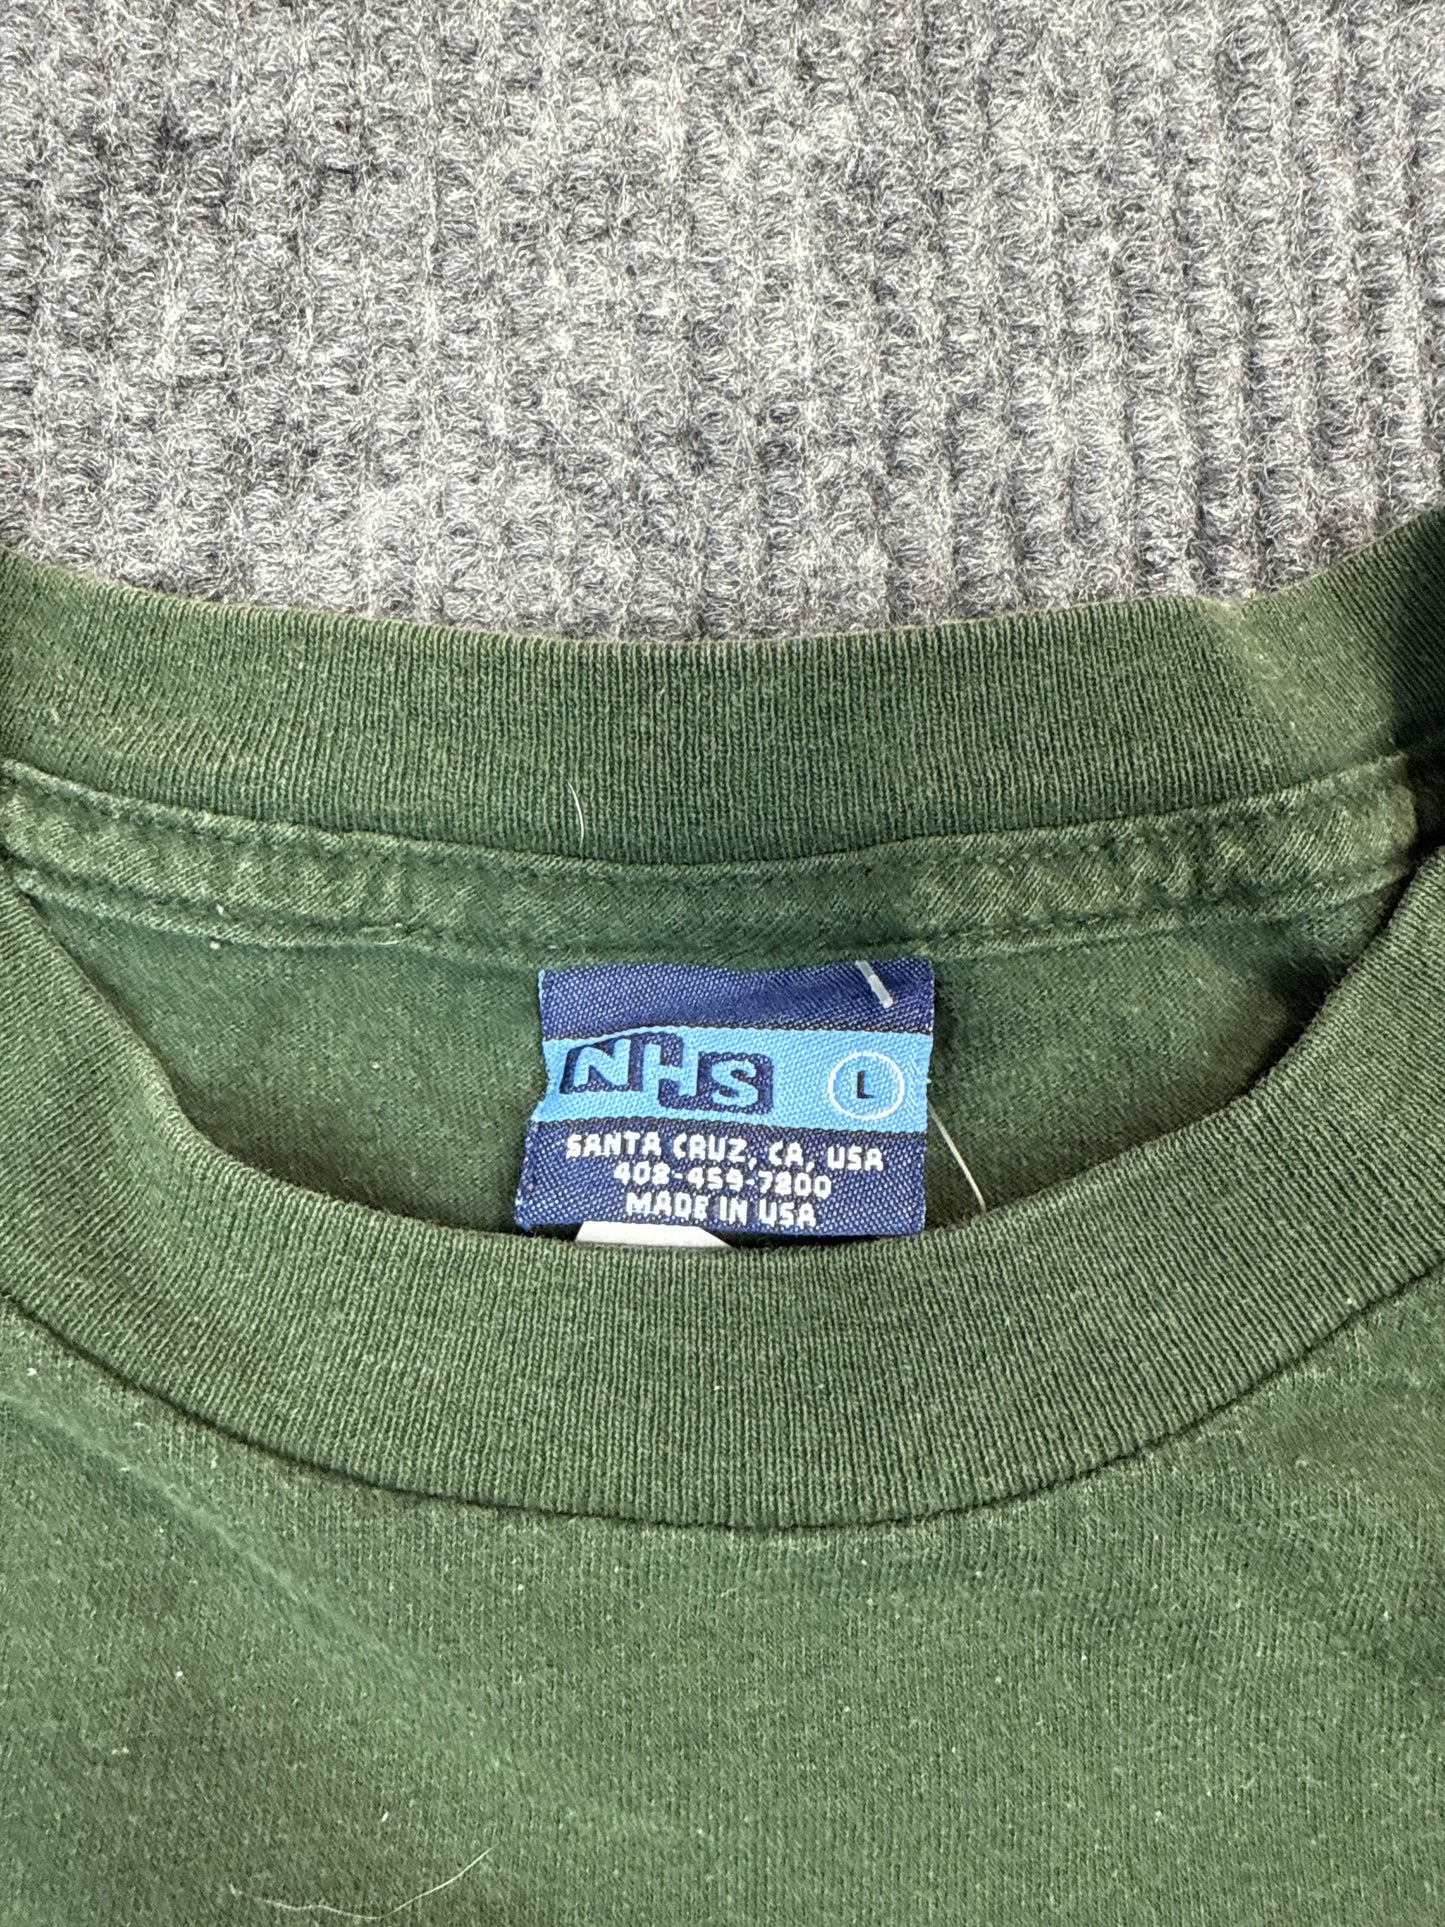 NHS L
SANTA CRUZ, CA, USA
408-459-7800
MADE IN USA